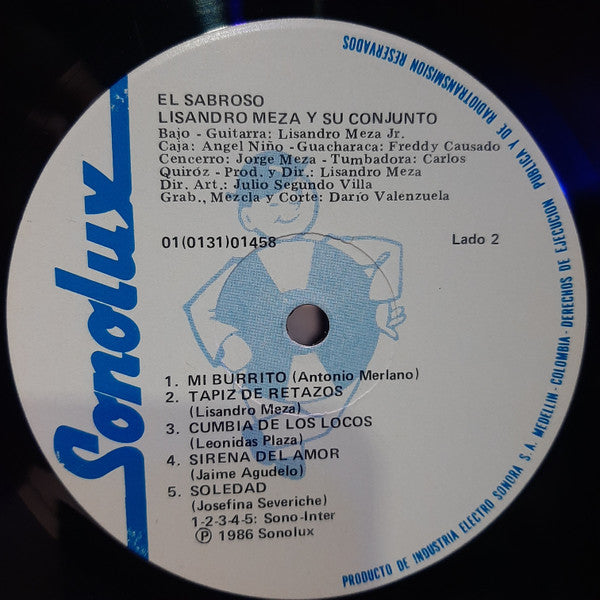 EL SABROSO
LISANDRO MEZA Y SU CONJUNTO
Bajo - Guitarra: Lisandro Meza Jr.
Caja: Angel Niño - Guacharaca: Freddy Causado
Cencerro: Jorge Meza - Tumbadora: Carlos
Quiróz - Prod. y Dir.: Lisandro Meza
Dir. Art.: Julio Segundo Villa
Grab., Mezcla y Corte: Darío Valenzuela
01(0131)01458 Lado 2
1. MI BURRITO (Antonio Merlano)
2. TAPIZ DE RETAZOS
(Lisandro Meza)
3. CUMBIA DE LOS LOCOS
(Leonidas Plaza)
4. SIRENA DEL AMOR
(Jaime Agudelo)
5. SOLEDAD
(Josefina Severiche)
1-2-3-4-5: Sono-Inter
Ⓟ 1986 Sonolux
Sonolux
PRODUCTO DE INDUSTRIA ELECTRO SONORA S.A. MEDELLIN - COLOMBIA - DERECHOS DE EJECUCION PUBLICA Y DE RADIOTRANSMISION RESERVADOS